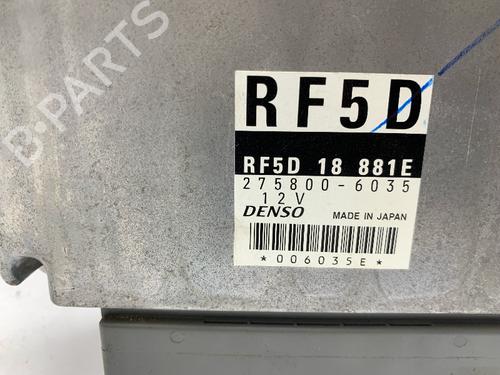 B-PARTS
RF5D
RF5D 18 881E
275800-6035
12V
DENSO MADE IN JAPAN
*006035E*